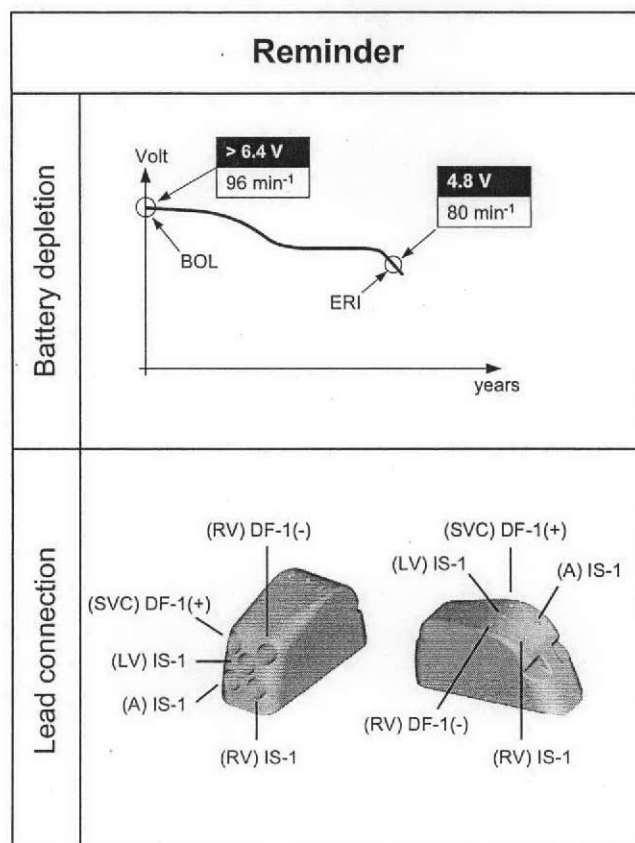 Reminder
Battery depletion
Volt
> 6.4 V
96 min⁻¹
4.8 V
80 min⁻¹
BOL
ERI
years
Lead connection
(RV) DF-1(-)
(SVC) DF-1(+)
(LV) IS-1
(A) IS-1
(RV) IS-1
(SVC) DF-1(+)
(LV) IS-1
(A) IS-1
(RV) DF-1(-)
(RV) IS-1